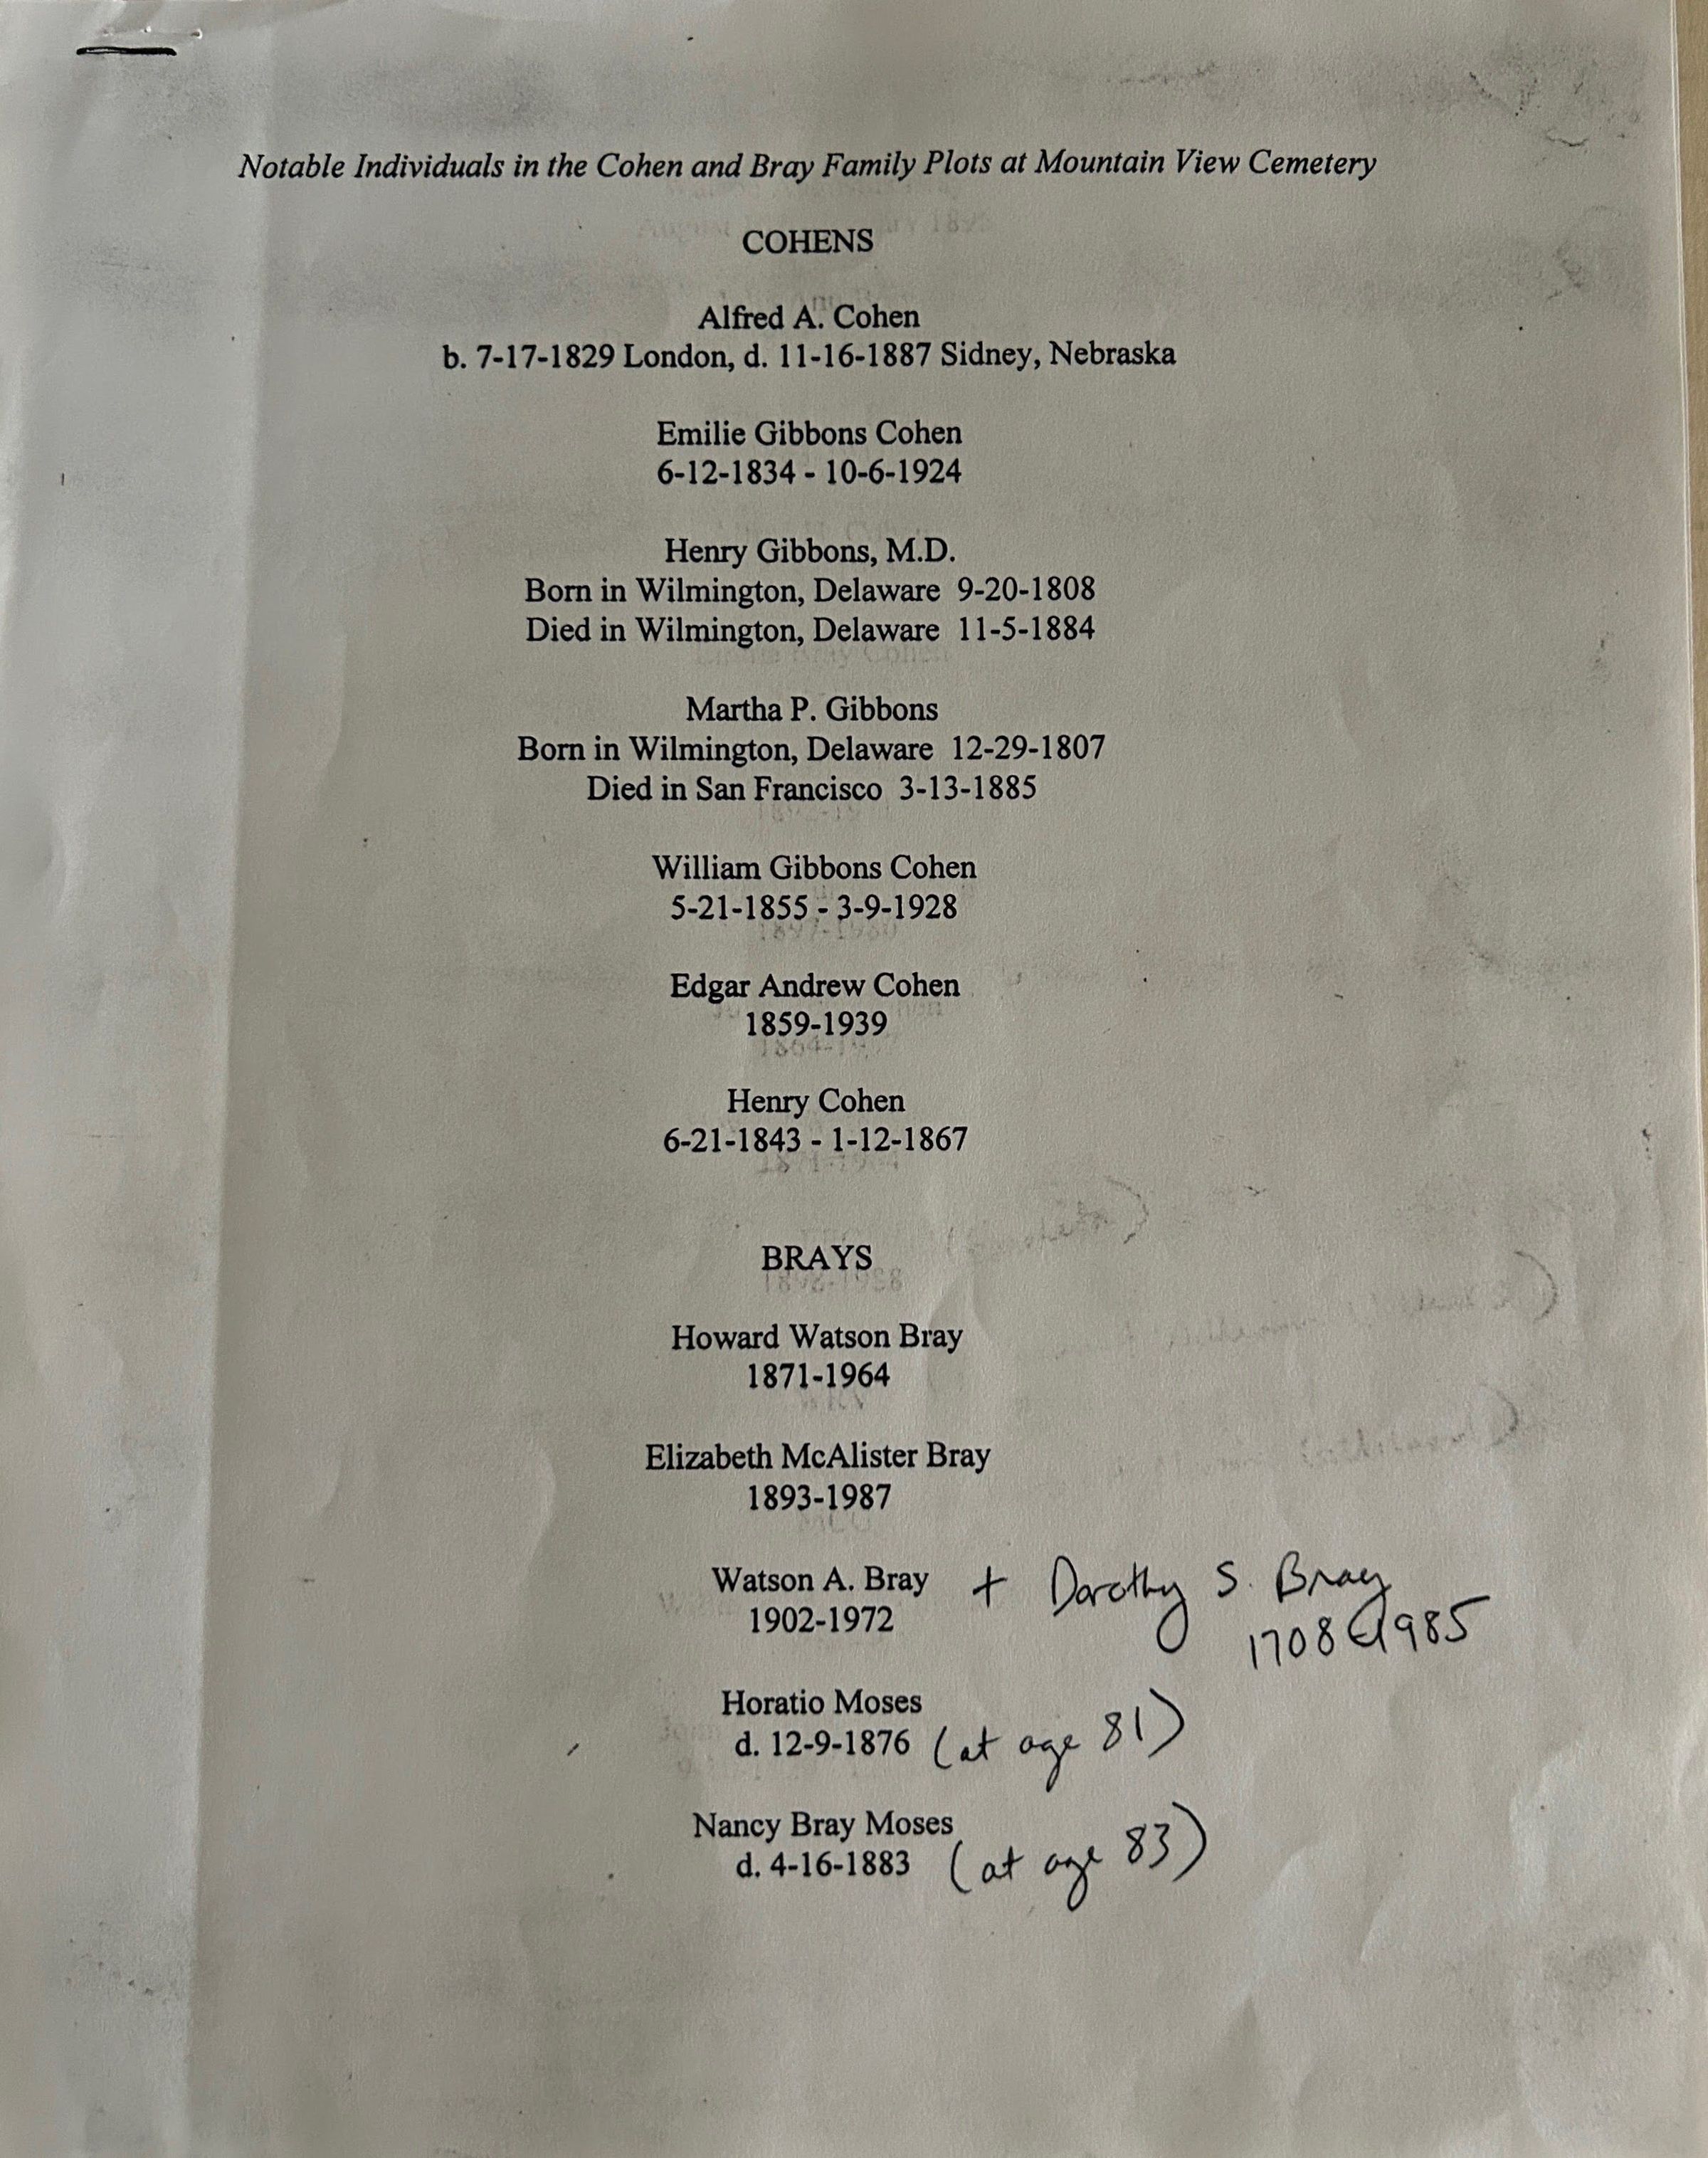 Notable Individuals in the Cohen and Bray Family Plots at Mountain View Cemetery
COHENS
Alfred A. Cohen
b. 7-17-1829 London, d. 11-16-1887 Sidney, Nebraska
Emilie Gibbons Cohen
6-12-1834 - 10-6-1924
Henry Gibbons, M.D.
Born in Wilmington, Delaware 9-20-1808
Died in Wilmington, Delaware 11-5-1884
Martha P. Gibbons
Born in Wilmington, Delaware 12-29-1807
Died in San Francisco 3-13-1885
William Gibbons Cohen
5-21-1855 - 3-9-1928
Edgar Andrew Cohen
1859-1939
Henry Cohen
6-21-1843 - 1-12-1867
BRAYS
Howard Watson Bray
1871-1964
Elizabeth McAlister Bray
1893-1987
Watson A. Bray + Dorothy S. Bray
1902-1972 1908-1985
Horatio Moses
d. 12-9-1876 (at age 81)
Nancy Bray Moses
d. 4-16-1883 (at age 83)